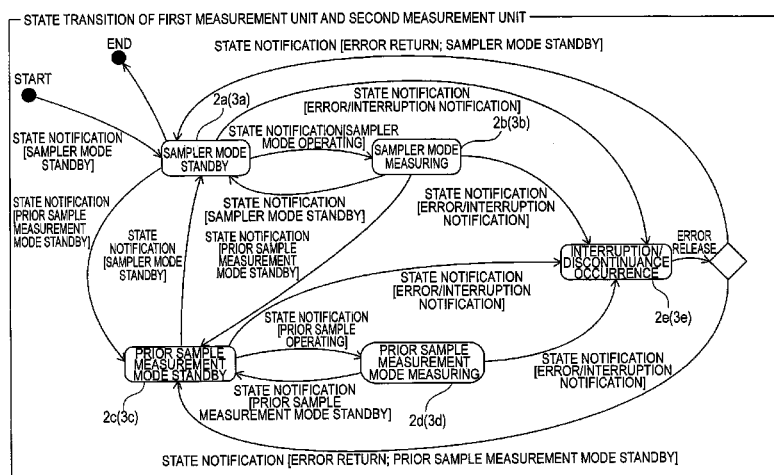 STATE TRANSITION OF FIRST MEASUREMENT UNIT AND SECOND MEASUREMENT UNIT
END
STATE NOTIFICATION [ERROR RETURN; SAMPLER MODE STANDBY]
START
2a(3a)
STATE NOTIFICATION
[ERROR/INTERRUPTION NOTIFICATION]
STATE NOTIFICATION
[SAMPLER MODE
STANDBY]
STATE NOTIFICATION[SAMPLER
MODE OPERATING]
2b(3b)
SAMPLER MODE
STANDBY
SAMPLER MODE
MEASURING
STATE NOTIFICATION
[PRIOR SAMPLE
MEASUREMENT
MODE STANDBY]
STATE
NOTIFICATION
[SAMPLER MODE
STANDBY]
STATE NOTIFICATION
[SAMPLER MODE STANDBY]
STATE NOTIFICATION
[PRIOR SAMPLE
MEASUREMENT
MODE STANDBY]
STATE NOTIFICATION
[ERROR/INTERRUPTION
NOTIFICATION]
ERROR
RELEASE
INTERRUPTION/
DISCONTINUANCE
OCCURRENCE
2e(3e)
STATE NOTIFICATION
[ERROR/INTERRUPTION
NOTIFICATION]
STATE NOTIFICATION
[PRIOR SAMPLE
OPERATING]
PRIOR SAMPLE
MEASUREMENT
MODE STANDBY
PRIOR SAMPLE
MEASUREMENT
MODE MEASURING
STATE NOTIFICATION
[ERROR/INTERRUPTION
NOTIFICATION]
2c(3c)
STATE NOTIFICATION
[PRIOR SAMPLE
MEASUREMENT MODE STANDBY]
2d(3d)
STATE NOTIFICATION [ERROR RETURN; PRIOR SAMPLE MEASUREMENT MODE STANDBY]